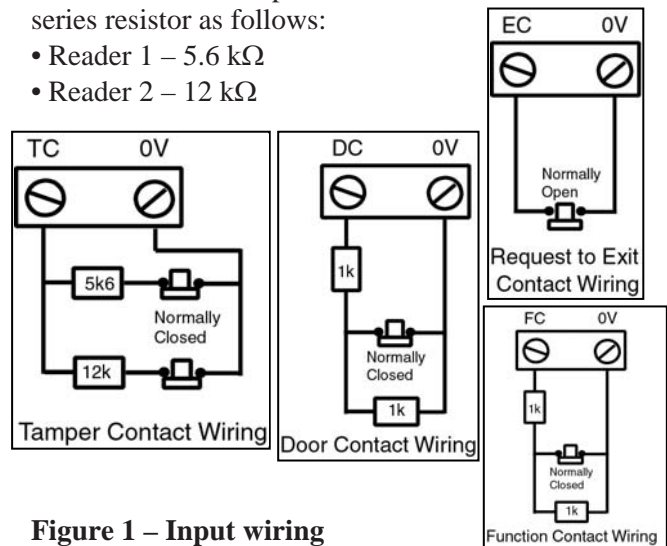 series resistor as follows:
• Reader 1 – 5.6 kΩ
• Reader 2 – 12 kΩ
TC 0V
5k6
Normally
Closed
12k
Tamper Contact Wiring
DC 0V
1k
Normally
Closed
1k
Door Contact Wiring
EC 0V
Normally
Open
Request to Exit
Contact Wiring
FC 0V
1k
Normally
Closed
1k
Function Contact Wiring
Figure 1 – Input wiring